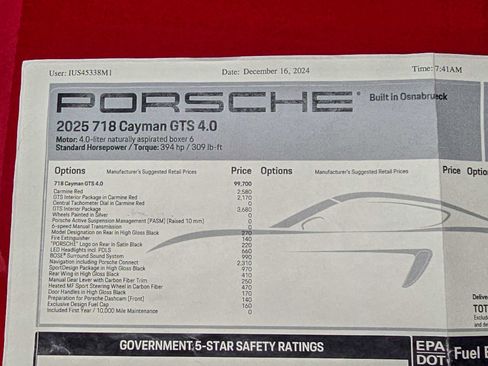 User: IUS45338M1 Date: December 16, 2024 Time: 7:41AM
PORSCHE Built in Osnabrueck
2025 718 Cayman GTS 4.0
Motor: 4.0-liter naturally aspirated boxer 6
Standard Horsepower / Torque: 394 hp / 309 lb-ft
Options Manufacturer's Suggested Retail Prices Price Options Manufacturer's Suggested Retail Prices Price
718 Cayman GTS 4.0 99,700
Carmine Red 2,580
GTS Interior Package in Carmine Red 2,170
Central Tachometer Dial in Carmine Red 0
GTS Interior Package 3,680
Wheels Painted in Silver 0
Porsche Active Suspension Management (PASM) (Raised 10 mm) 0
6-speed Manual Transmission 0
Model Designation on Rear in High Gloss Black 0
Fire Extinguisher 140
"PORSCHE" Logo on Rear in Satin Black 220
LED Headlights incl. PDLS 660
BOSE® Surround Sound System 990
Navigation including Porsche Connect 2,310
SportDesign Package in High Gloss Black 970
Rear Wing in High Gloss Black 410
Manual Gear Lever with Carbon Fiber Trim 250
Heated MF Sport Steering Wheel in Carbon Fiber 470
Door Handles in High Gloss Black 170
Preparation for Porsche Dashcam (Front) 140
Exclusive Design Fuel Cap 160
Included First Year / 10,000 Mile Maintenance 0
Delive
TOT
GOVERNMENT 5-STAR SAFETY RATINGS
EPA
DOT
Fuel E